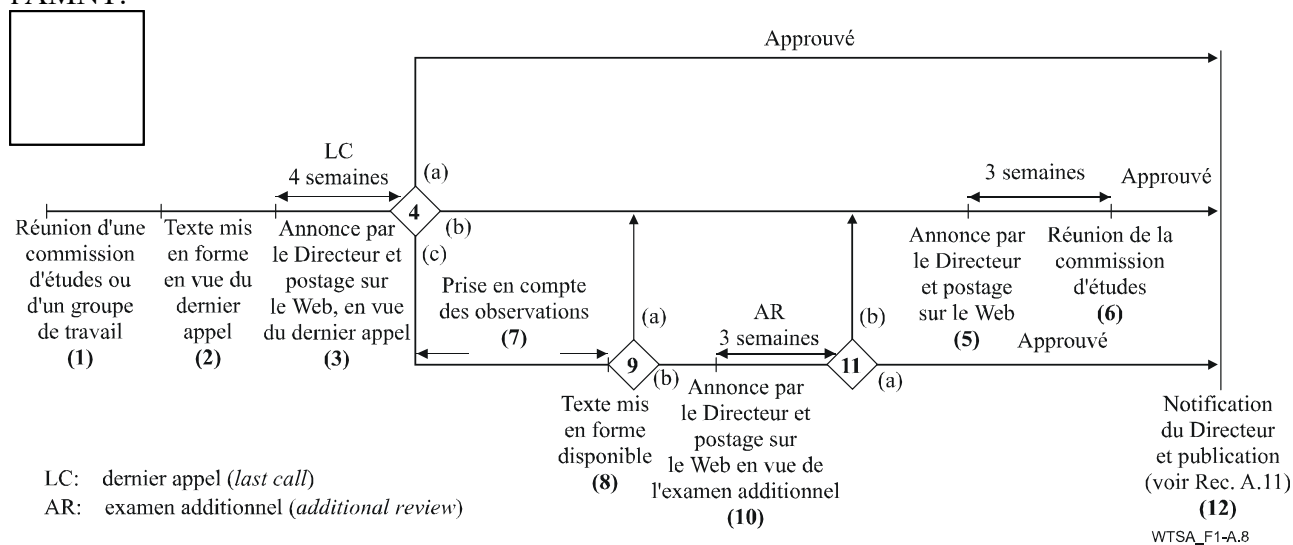 Approuvé
LC
4 semaines
(a)
4
(b)
(c)
3 semaines
Approuvé
Réunion d'une
commission
d'études ou
d'un groupe
de travail
(1)
Texte mis
en forme
en vue du
dernier
appel
(2)
Annonce par
le Directeur et
postage sur
le Web, en vue
du dernier appel
(3)
Prise en compte
des observations
(7)
(a)
9
(b)
Texte mis
en forme
disponible
(8)
AR
3 semaines
Annonce par
le Directeur et
postage sur
le Web en vue de
l'examen additionnel
(10)
(b)
11
(a)
Annonce par
le Directeur
et postage
sur le Web
(5)
Réunion de la
commission
d'études
(6)
Approuvé
Notification
du Directeur
et publication
(voir Rec. A.11)
(12)
LC: dernier appel (last call)
AR: examen additionnel (additional review)
WTSA_F1-A.8